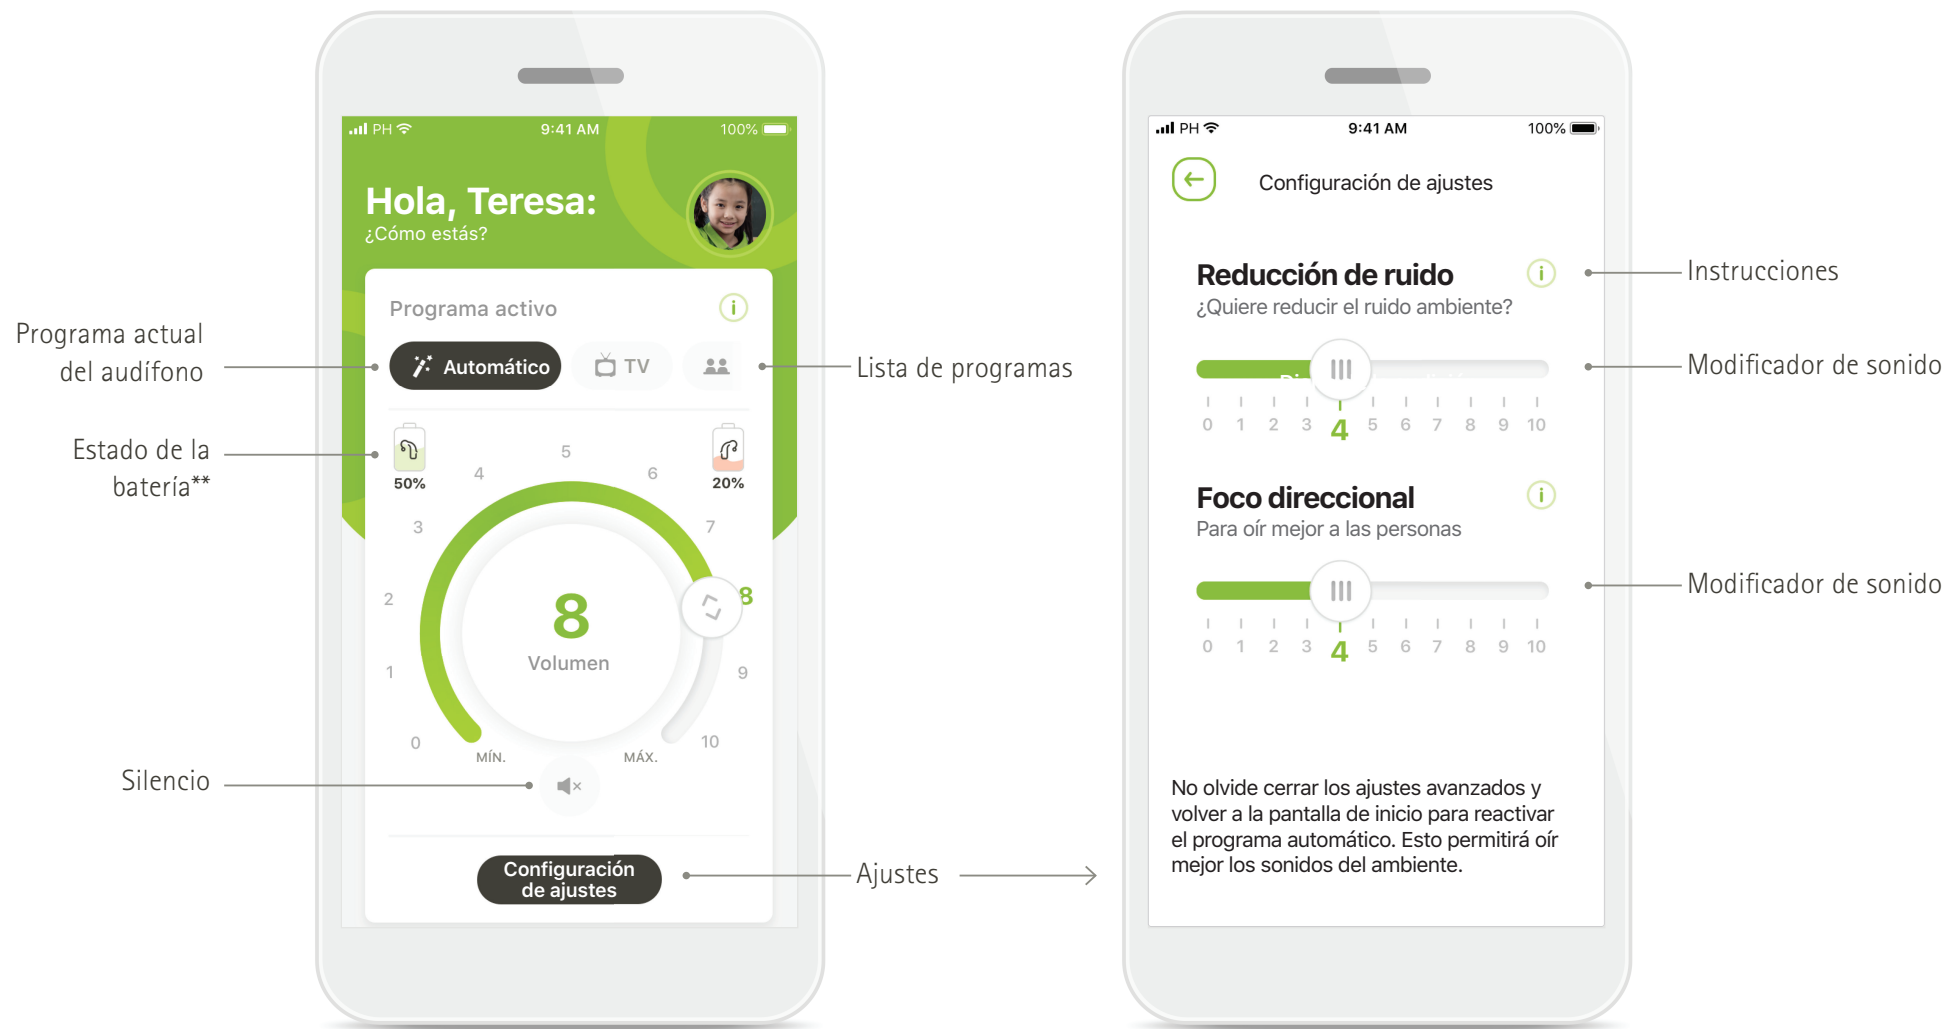 PH 9:41 AM 100%
Hola, Teresa:
¿Cómo estás?
Programa activo
i
Programa actual
del audífono
Automático TV
Lista de programas
Estado de la
batería**
50%
20%
0
1
2
3
4
5
6
7
8
9
10
8
Volumen
MÍN. MÁX.
Silencio
Configuración
de ajustes
Ajustes
PH 9:41 AM 100%
Configuración de ajustes
Reducción de ruido i
¿Quiere reducir el ruido ambiente?
Instrucciones
Modificador de sonido
0 1 2 3 4 5 6 7 8 9 10
Foco direccional i
Para oír mejor a las personas
Modificador de sonido
0 1 2 3 4 5 6 7 8 9 10
No olvide cerrar los ajustes avanzados y
volver a la pantalla de inicio para reactivar
el programa automático. Esto permitirá oír
mejor los sonidos del ambiente.